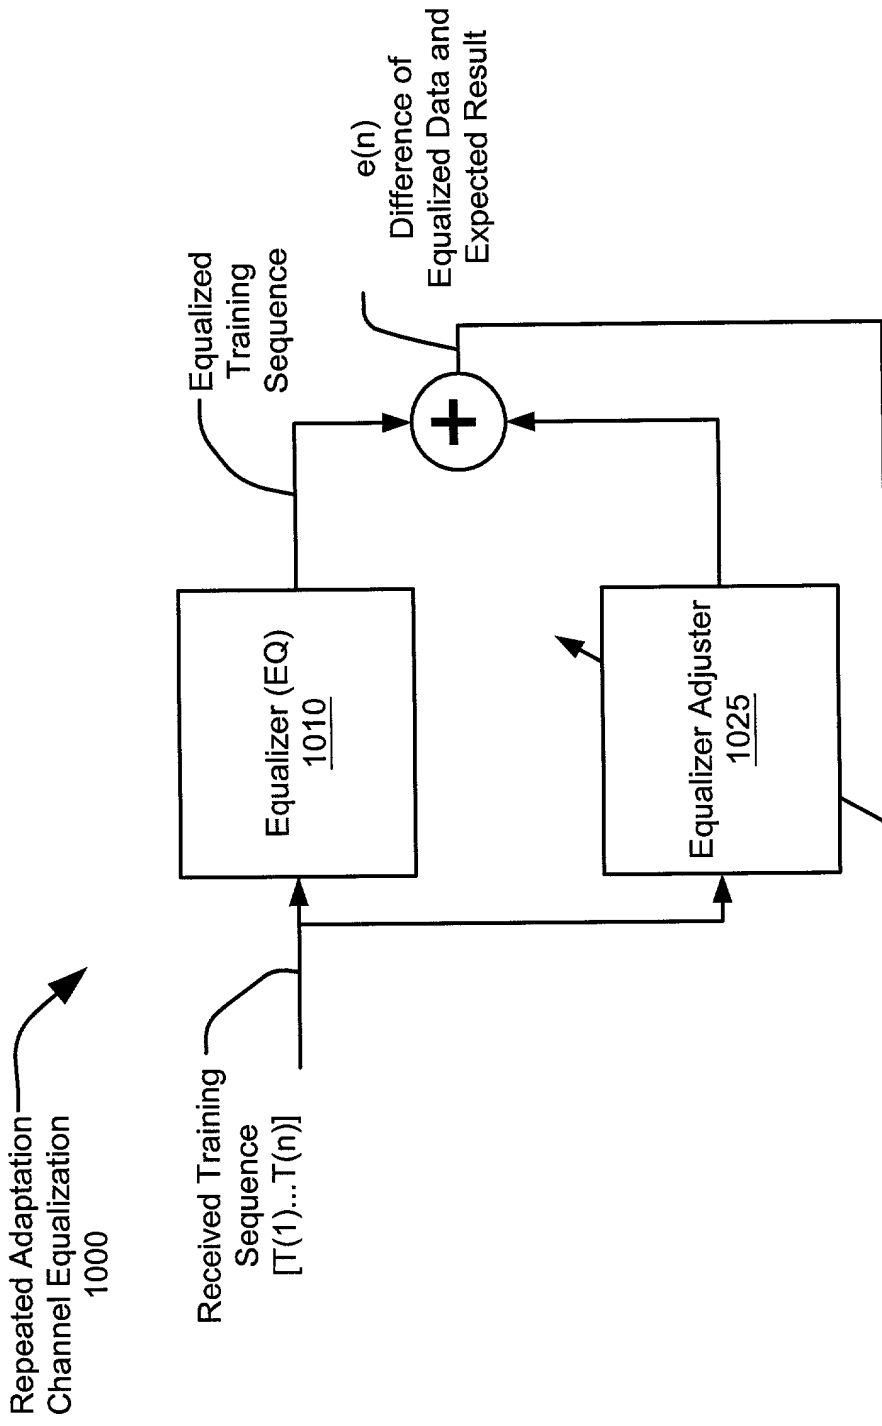 Repeated Adaptation
Channel Equalization
1000
Received Training
Sequence
[T(1)...T(n)]
Equalizer (EQ)
1010
Equalized
Training
Sequence
e(n)
Difference of
Equalized Data and
Expected Result
+
Equalizer Adjuster
1025